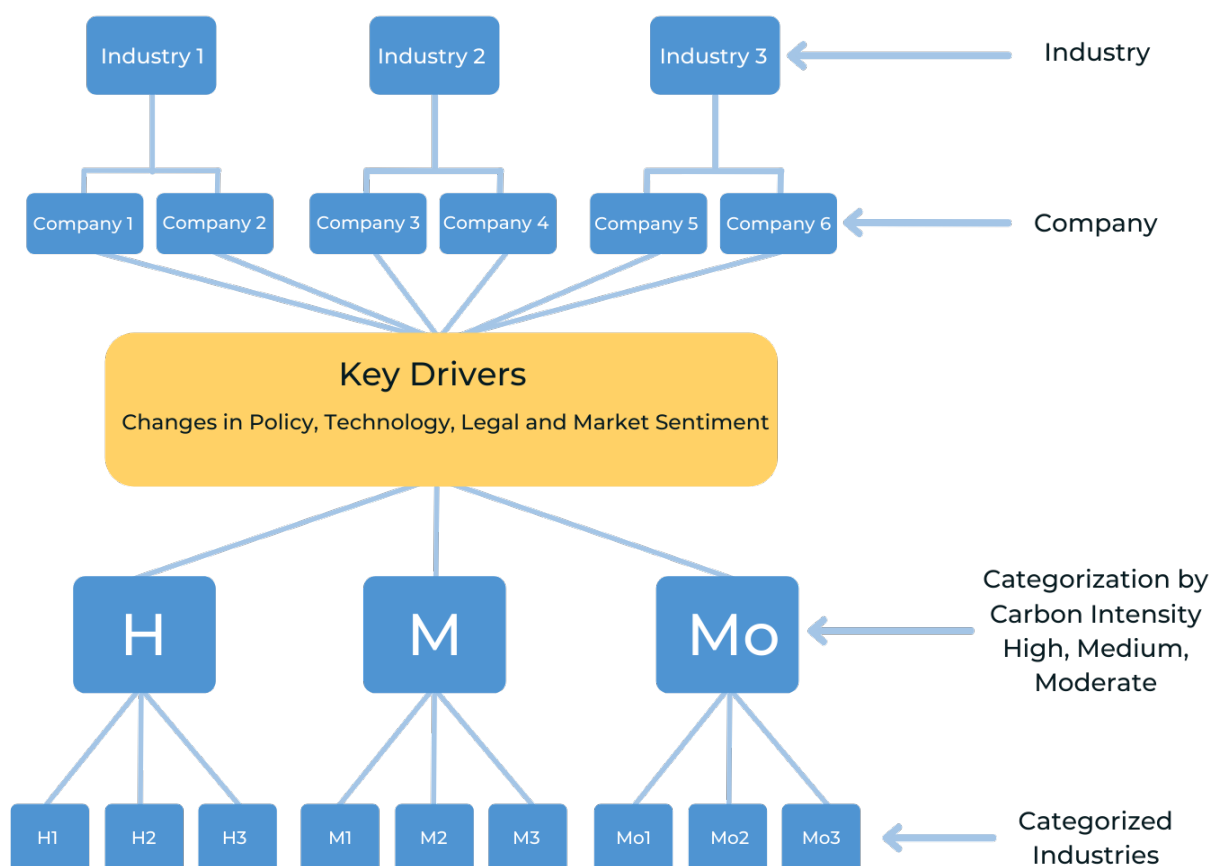 Industry 1
Industry 2
Industry 3
Industry
Company 1
Company 2
Company 3
Company 4
Company 5
Company 6
Company
Key Drivers
Changes in Policy, Technology, Legal and Market Sentiment
H
M
Mo
Categorization by
Carbon Intensity
High, Medium,
Moderate
H1
H2
H3
M1
M2
M3
Mo1
Mo2
Mo3
Categorized
Industries